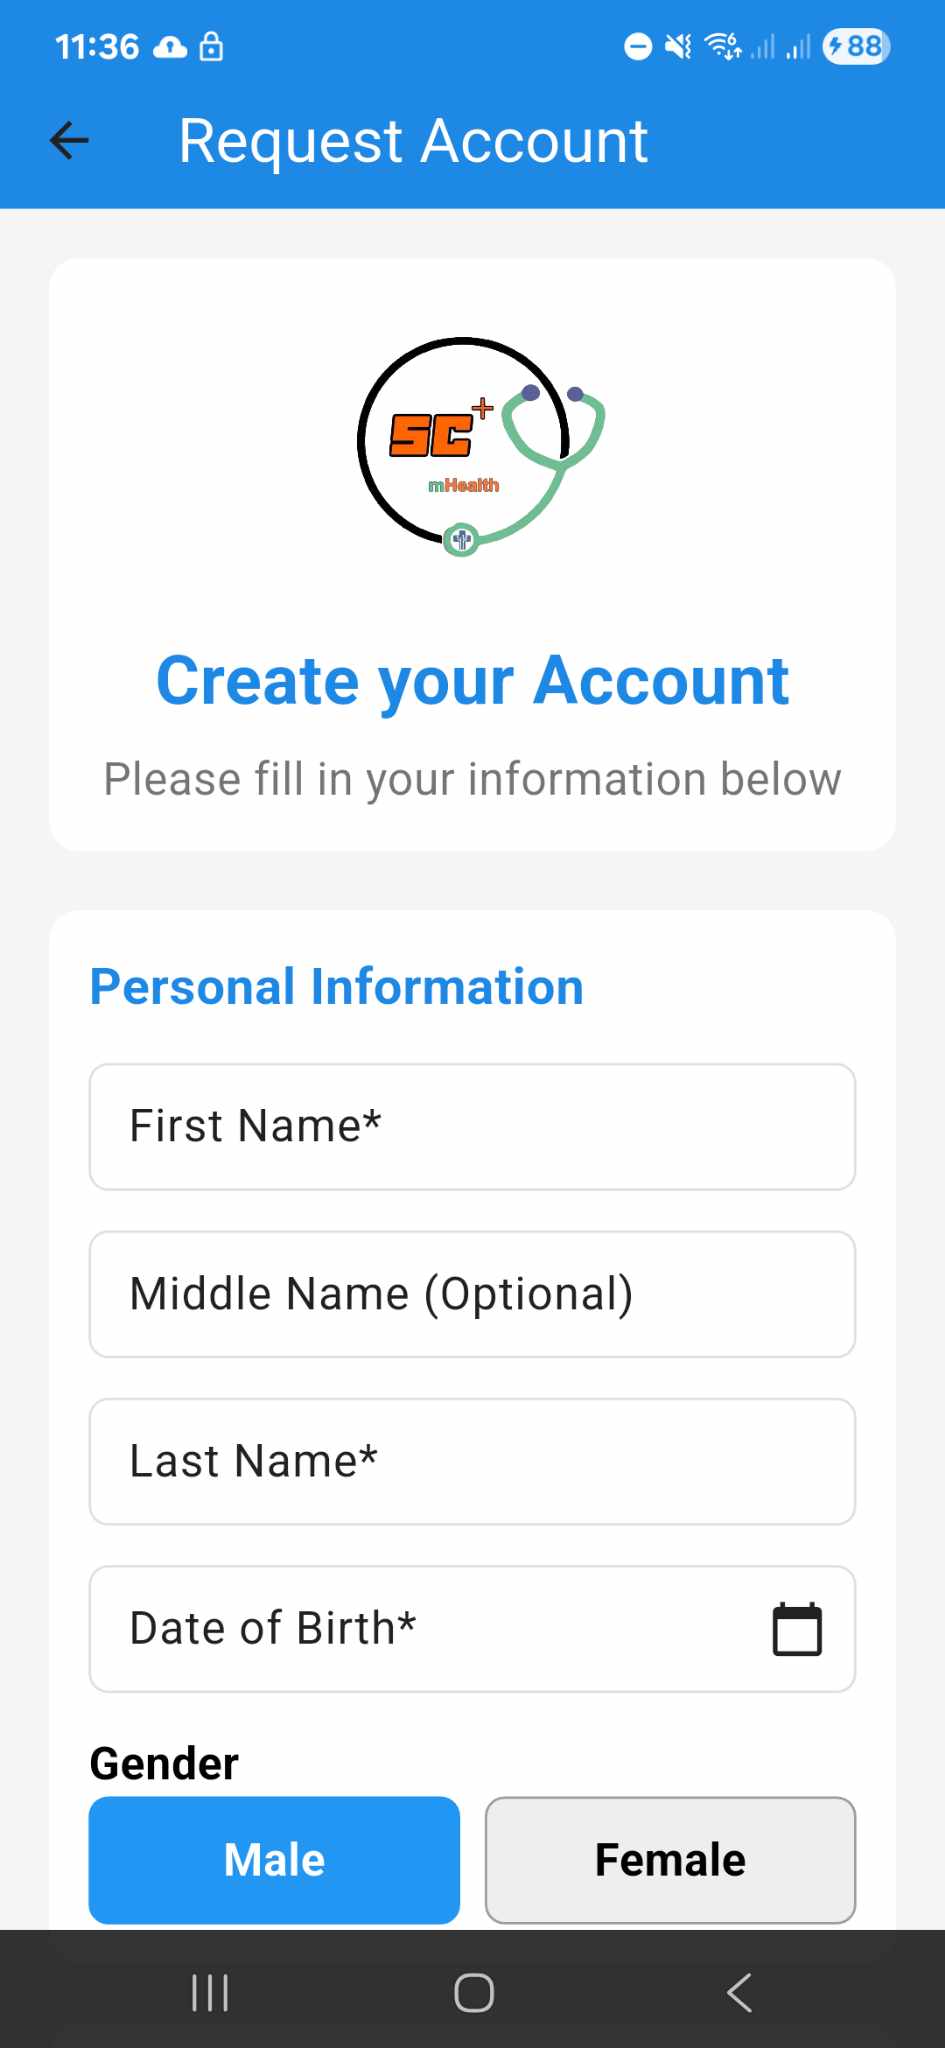 11:36
6
88
Request Account
SC+
mHealth
Create your Account
Please fill in your information below
Personal Information
First Name*
Middle Name (Optional)
Last Name*
Date of Birth*
Gender
Male Female